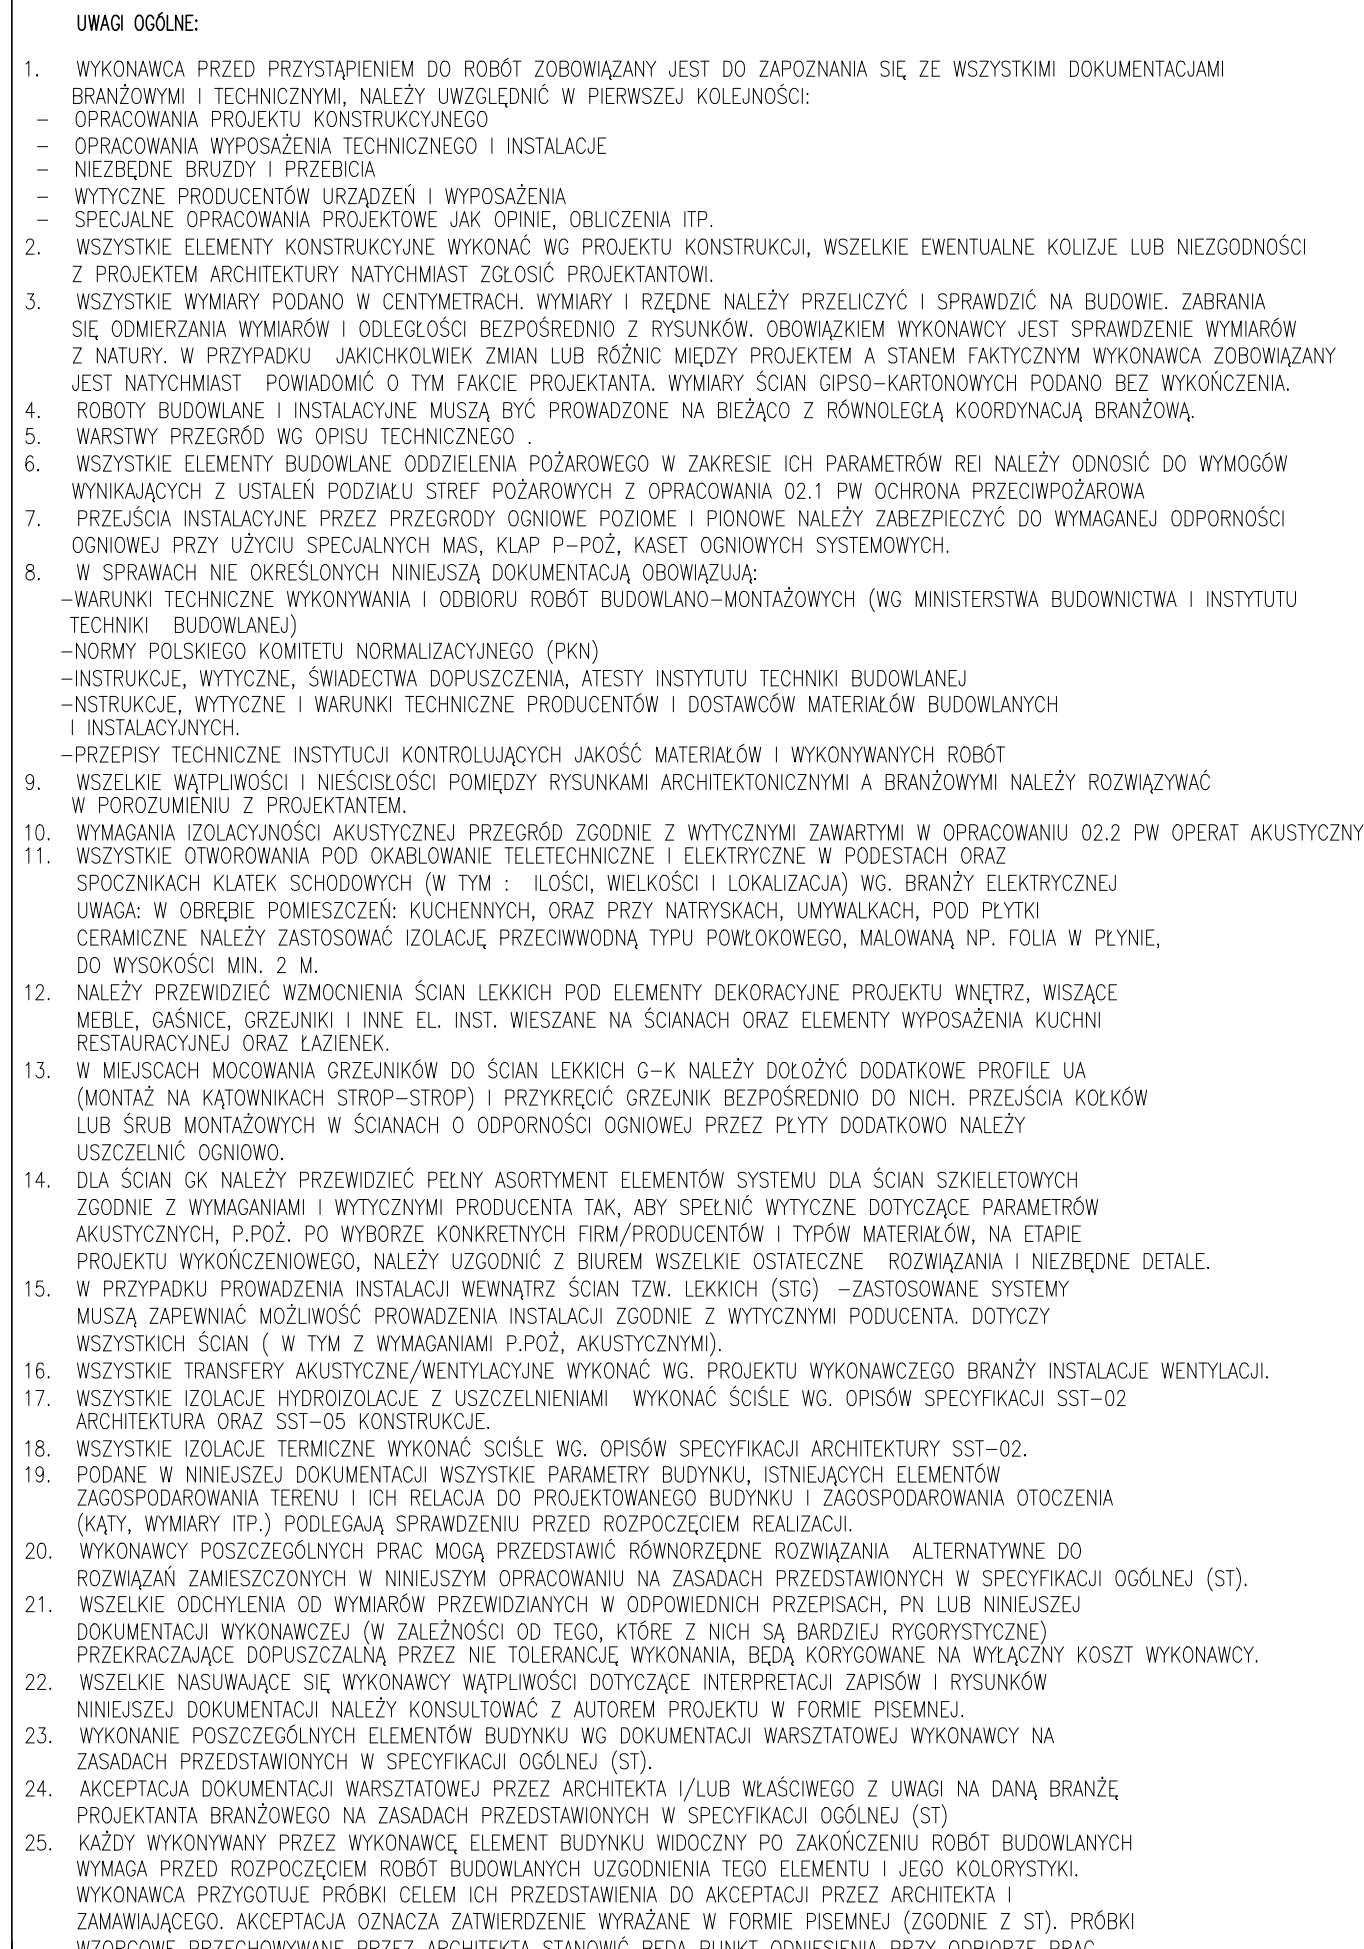 UWAGI OGÓLNE:
1. WYKONAWCA PRZED PRZYSTĄPIENIEM DO ROBÓT ZOBOWIĄZANY JEST DO ZAPOZNANIA SIĘ ZE WSZYSTKIMI DOKUMENTACJAMI
BRANŻOWYMI I TECHNICZNYMI, NALEŻY UWZGLĘDNIĆ W PIERWSZEJ KOLEJNOŚCI:
– OPRACOWANIA PROJEKTU KONSTRUKCYJNEGO
– OPRACOWANIA WYPOSAŻENIA TECHNICZNEGO I INSTALACJE
– NIEZBĘDNE BRUZDY I PRZEBICIA
– WYTYCZNE PRODUCENTÓW URZĄDZEŃ I WYPOSAŻENIA
– SPECJALNE OPRACOWANIA PROJEKTOWE JAK OPINIE, OBLICZENIA ITP.
2. WSZYSTKIE ELEMENTY KONSTRUKCYJNE WYKONAĆ WG PROJEKTU KONSTRUKCJI, WSZELKIE EWENTUALNE KOLIZJE LUB NIEZGODNOŚCI
Z PROJEKTEM ARCHITEKTURY NATYCHMIAST ZGŁOSIĆ PROJEKTANTOWI.
3. WSZYSTKIE WYMIARY PODANO W CENTYMETRACH. WYMIARY I RZĘDNE NALEŻY PRZELICZYĆ I SPRAWDZIĆ NA BUDOWIE. ZABRANIA
SIĘ ODMIERZANIA WYMIARÓW I ODLEGŁOŚCI BEZPOŚREDNIO Z RYSUNKÓW. OBOWIĄZKIEM WYKONAWCY JEST SPRAWDZENIE WYMIARÓW
Z NATURY. W PRZYPADKU JAKICHKOLWIEK ZMIAN LUB RÓŻNIC MIĘDZY PROJEKTEM A STANEM FAKTYCZNYM WYKONAWCA ZOBOWIĄZANY
JEST NATYCHMIAST POWIADOMIĆ O TYM FAKCIE PROJEKTANTA. WYMIARY ŚCIAN GIPSO–KARTONOWYCH PODANO BEZ WYKOŃCZENIA.
4. ROBOTY BUDOWLANE I INSTALACYJNE MUSZĄ BYĆ PROWADZONE NA BIEŻĄCO Z RÓWNOLEGŁĄ KOORDYNACJĄ BRANŻOWĄ.
5. WARSTWY PRZEGRÓD WG OPISU TECHNICZNEGO .
6. WSZYSTKIE ELEMENTY BUDOWLANE ODDZIELENIA POŻAROWEGO W ZAKRESIE ICH PARAMETRÓW REI NALEŻY ODNOSIĆ DO WYMOGÓW
WYNIKAJĄCYCH Z USTALEŃ PODZIAŁU STREF POŻAROWYCH Z OPRACOWANIA 02.1 PW OCHRONA PRZECIWPOŻAROWA
7. PRZEJŚCIA INSTALACYJNE PRZEZ PRZEGRODY OGNIOWE POZIOME I PIONOWE NALEŻY ZABEZPIECZYĆ DO WYMAGANEJ ODPORNOŚCI
OGNIOWEJ PRZY UŻYCIU SPECJALNYCH MAS, KLAP P–POŻ, KASET OGNIOWYCH SYSTEMOWYCH.
8. W SPRAWACH NIE OKREŚLONYCH NINIEJSZĄ DOKUMENTACJĄ OBOWIĄZUJĄ:
–WARUNKI TECHNICZNE WYKONYWANIA I ODBIORU ROBÓT BUDOWLANO–MONTAŻOWYCH (WG MINISTERSTWA BUDOWNICTWA I INSTYTUTU
TECHNIKI BUDOWLANEJ)
–NORMY POLSKIEGO KOMITETU NORMALIZACYJNEGO (PKN)
–INSTRUKCJE, WYTYCZNE, ŚWIADECTWA DOPUSZCZENIA, ATESTY INSTYTUTU TECHNIKI BUDOWLANEJ
–NSTRUKCJE, WYTYCZNE I WARUNKI TECHNICZNE PRODUCENTÓW I DOSTAWCÓW MATERIAŁÓW BUDOWLANYCH
I INSTALACYJNYCH.
–PRZEPISY TECHNICZNE INSTYTUCJI KONTROLUJĄCYCH JAKOŚĆ MATERIAŁÓW I WYKONYWANYCH ROBÓT
9. WSZELKIE WĄTPLIWOŚCI I NIEŚCISŁOŚCI POMIĘDZY RYSUNKAMI ARCHITEKTONICZNYMI A BRANŻOWYMI NALEŻY ROZWIĄZYWAĆ
W POROZUMIENIU Z PROJEKTANTEM.
10. WYMAGANIA IZOLACYJNOŚCI AKUSTYCZNEJ PRZEGRÓD ZGODNIE Z WYTYCZNYMI ZAWARTYMI W OPRACOWANIU 02.2 PW OPERAT AKUSTYCZNY
11. WSZYSTKIE OTWOROWANIA POD OKABLOWANIE TELETECHNICZNE I ELEKTRYCZNE W PODESTACH ORAZ
SPOCZNIKACH KLATEK SCHODOWYCH (W TYM : ILOŚCI, WIELKOŚCI I LOKALIZACJA) WG. BRANŻY ELEKTRYCZNEJ
UWAGA: W OBRĘBIE POMIESZCZEŃ: KUCHENNYCH, ORAZ PRZY NATRYSKACH, UMYWALKACH, POD PŁYTKI
CERAMICZNE NALEŻY ZASTOSOWAĆ IZOLACJĘ PRZECIWWODNĄ TYPU POWŁOKOWEGO, MALOWANĄ NP. FOLIA W PŁYNIE,
DO WYSOKOŚCI MIN. 2 M.
12. NALEŻY PRZEWIDZIEĆ WZMOCNIENIA ŚCIAN LEKKICH POD ELEMENTY DEKORACYJNE PROJEKTU WNĘTRZ, WISZĄCE
MEBLE, GAŚNICE, GRZEJNIKI I INNE EL. INST. WIESZANE NA ŚCIANACH ORAZ ELEMENTY WYPOSAŻENIA KUCHNI
RESTAURACYJNEJ ORAZ ŁAZIENEK.
13. W MIEJSCACH MOCOWANIA GRZEJNIKÓW DO ŚCIAN LEKKICH G–K NALEŻY DOŁOŻYĆ DODATKOWE PROFILE UA
(MONTAŻ NA KĄTOWNIKACH STROP–STROP) I PRZYKRĘCIĆ GRZEJNIK BEZPOŚREDNIO DO NICH. PRZEJŚCIA KOŁKÓW
LUB ŚRUB MONTAŻOWYCH W ŚCIANACH O ODPORNOŚCI OGNIOWEJ PRZEZ PŁYTY DODATKOWO NALEŻY
USZCZELNIĆ OGNIOWO.
14. DLA ŚCIAN GK NALEŻY PRZEWIDZIEĆ PEŁNY ASORTYMENT ELEMENTÓW SYSTEMU DLA ŚCIAN SZKIELETOWYCH
ZGODNIE Z WYMAGANIAMI I WYTYCZNYMI PRODUCENTA TAK, ABY SPEŁNIĆ WYTYCZNE DOTYCZĄCE PARAMETRÓW
AKUSTYCZNYCH, P.POŻ. PO WYBORZE KONKRETNYCH FIRM/PRODUCENTÓW I TYPÓW MATERIAŁÓW, NA ETAPIE
PROJEKTU WYKOŃCZENIOWEGO, NALEŻY UZGODNIĆ Z BIUREM WSZELKIE OSTATECZNE ROZWIĄZANIA I NIEZBĘDNE DETALE.
15. W PRZYPADKU PROWADZENIA INSTALACJI WEWNĄTRZ ŚCIAN TZW. LEKKICH (STG) –ZASTOSOWANE SYSTEMY
MUSZĄ ZAPEWNIAĆ MOŻLIWOŚĆ PROWADZENIA INSTALACJI ZGODNIE Z WYTYCZNYMI PODUCENTA. DOTYCZY
WSZYSTKICH ŚCIAN ( W TYM Z WYMAGANIAMI P.POŻ, AKUSTYCZNYMI).
16. WSZYSTKIE TRANSFERY AKUSTYCZNE/WENTYLACYJNE WYKONAĆ WG. PROJEKTU WYKONAWCZEGO BRANŻY INSTALACJE WENTYLACJI.
17. WSZYSTKIE IZOLACJE HYDROIZOLACJE Z USZCZELNIENIAMI WYKONAĆ ŚCIŚLE WG. OPISÓW SPECYFIKACJI SST–02
ARCHITEKTURA ORAZ SST–05 KONSTRUKCJE.
18. WSZYSTKIE IZOLACJE TERMICZNE WYKONAĆ SCIŚLE WG. OPISÓW SPECYFIKACJI ARCHITEKTURY SST–02.
19. PODANE W NINIEJSZEJ DOKUMENTACJI WSZYSTKIE PARAMETRY BUDYNKU, ISTNIEJĄCYCH ELEMENTÓW
ZAGOSPODAROWANIA TERENU I ICH RELACJA DO PROJEKTOWANEGO BUDYNKU I ZAGOSPODAROWANIA OTOCZENIA
(KĄTY, WYMIARY ITP.) PODLEGAJĄ SPRAWDZENIU PRZED ROZPOCZĘCIEM REALIZACJI.
20. WYKONAWCY POSZCZEGÓLNYCH PRAC MOGĄ PRZEDSTAWIĆ RÓWNORZĘDNE ROZWIĄZANIA ALTERNATYWNE DO
ROZWIĄZAŃ ZAMIESZCZONYCH W NINIEJSZYM OPRACOWANIU NA ZASADACH PRZEDSTAWIONYCH W SPECYFIKACJI OGÓLNEJ (ST).
21. WSZELKIE ODCHYLENIA OD WYMIARÓW PRZEWIDZIANYCH W ODPOWIEDNICH PRZEPISACH, PN LUB NINIEJSZEJ
DOKUMENTACJI WYKONAWCZEJ (W ZALEŻNOŚCI OD TEGO, KTÓRE Z NICH SĄ BARDZIEJ RYGORYSTYCZNE)
PRZEKRACZAJĄCE DOPUSZCZALNĄ PRZEZ NIE TOLERANCJĘ WYKONANIA, BĘDĄ KORYGOWANE NA WYŁĄCZNY KOSZT WYKONAWCY.
22. WSZELKIE NASUWAJĄCE SIĘ WYKONAWCY WĄTPLIWOŚCI DOTYCZĄCE INTERPRETACJI ZAPISÓW I RYSUNKÓW
NINIEJSZEJ DOKUMENTACJI NALEŻY KONSULTOWAĆ Z AUTOREM PROJEKTU W FORMIE PISEMNEJ.
23. WYKONANIE POSZCZEGÓLNYCH ELEMENTÓW BUDYNKU WG DOKUMENTACJI WARSZTATOWEJ WYKONAWCY NA
ZASADACH PRZEDSTAWIONYCH W SPECYFIKACJI OGÓLNEJ (ST).
24. AKCEPTACJA DOKUMENTACJI WARSZTATOWEJ PRZEZ ARCHITEKTA I/LUB WŁAŚCIWEGO Z UWAGI NA DANĄ BRANŻĘ
PROJEKTANTA BRANŻOWEGO NA ZASADACH PRZEDSTAWIONYCH W SPECYFIKACJI OGÓLNEJ (ST)
25. KAŻDY WYKONYWANY PRZEZ WYKONAWCĘ ELEMENT BUDYNKU WIDOCZNY PO ZAKOŃCZENIU ROBÓT BUDOWLANYCH
WYMAGA PRZED ROZPOCZĘCIEM ROBÓT BUDOWLANYCH UZGODNIENIA TEGO ELEMENTU I JEGO KOLORYSTYKI.
WYKONAWCA PRZYGOTUJE PRÓBKI CELEM ICH PRZEDSTAWIENIA DO AKCEPTACJI PRZEZ ARCHITEKTA I
ZAMAWIAJĄCEGO. AKCEPTACJA OZNACZA ZATWIERDZENIE WYRAŻANE W FORMIE PISEMNEJ (ZGODNIE Z ST). PRÓBKI
WZORCOWE PRZECHOWYWANE PRZEZ ARCHITEKTA STANOWIĆ BĘDĄ PUNKT ODNIESIENIA PRZY ODBIORZE PRAC